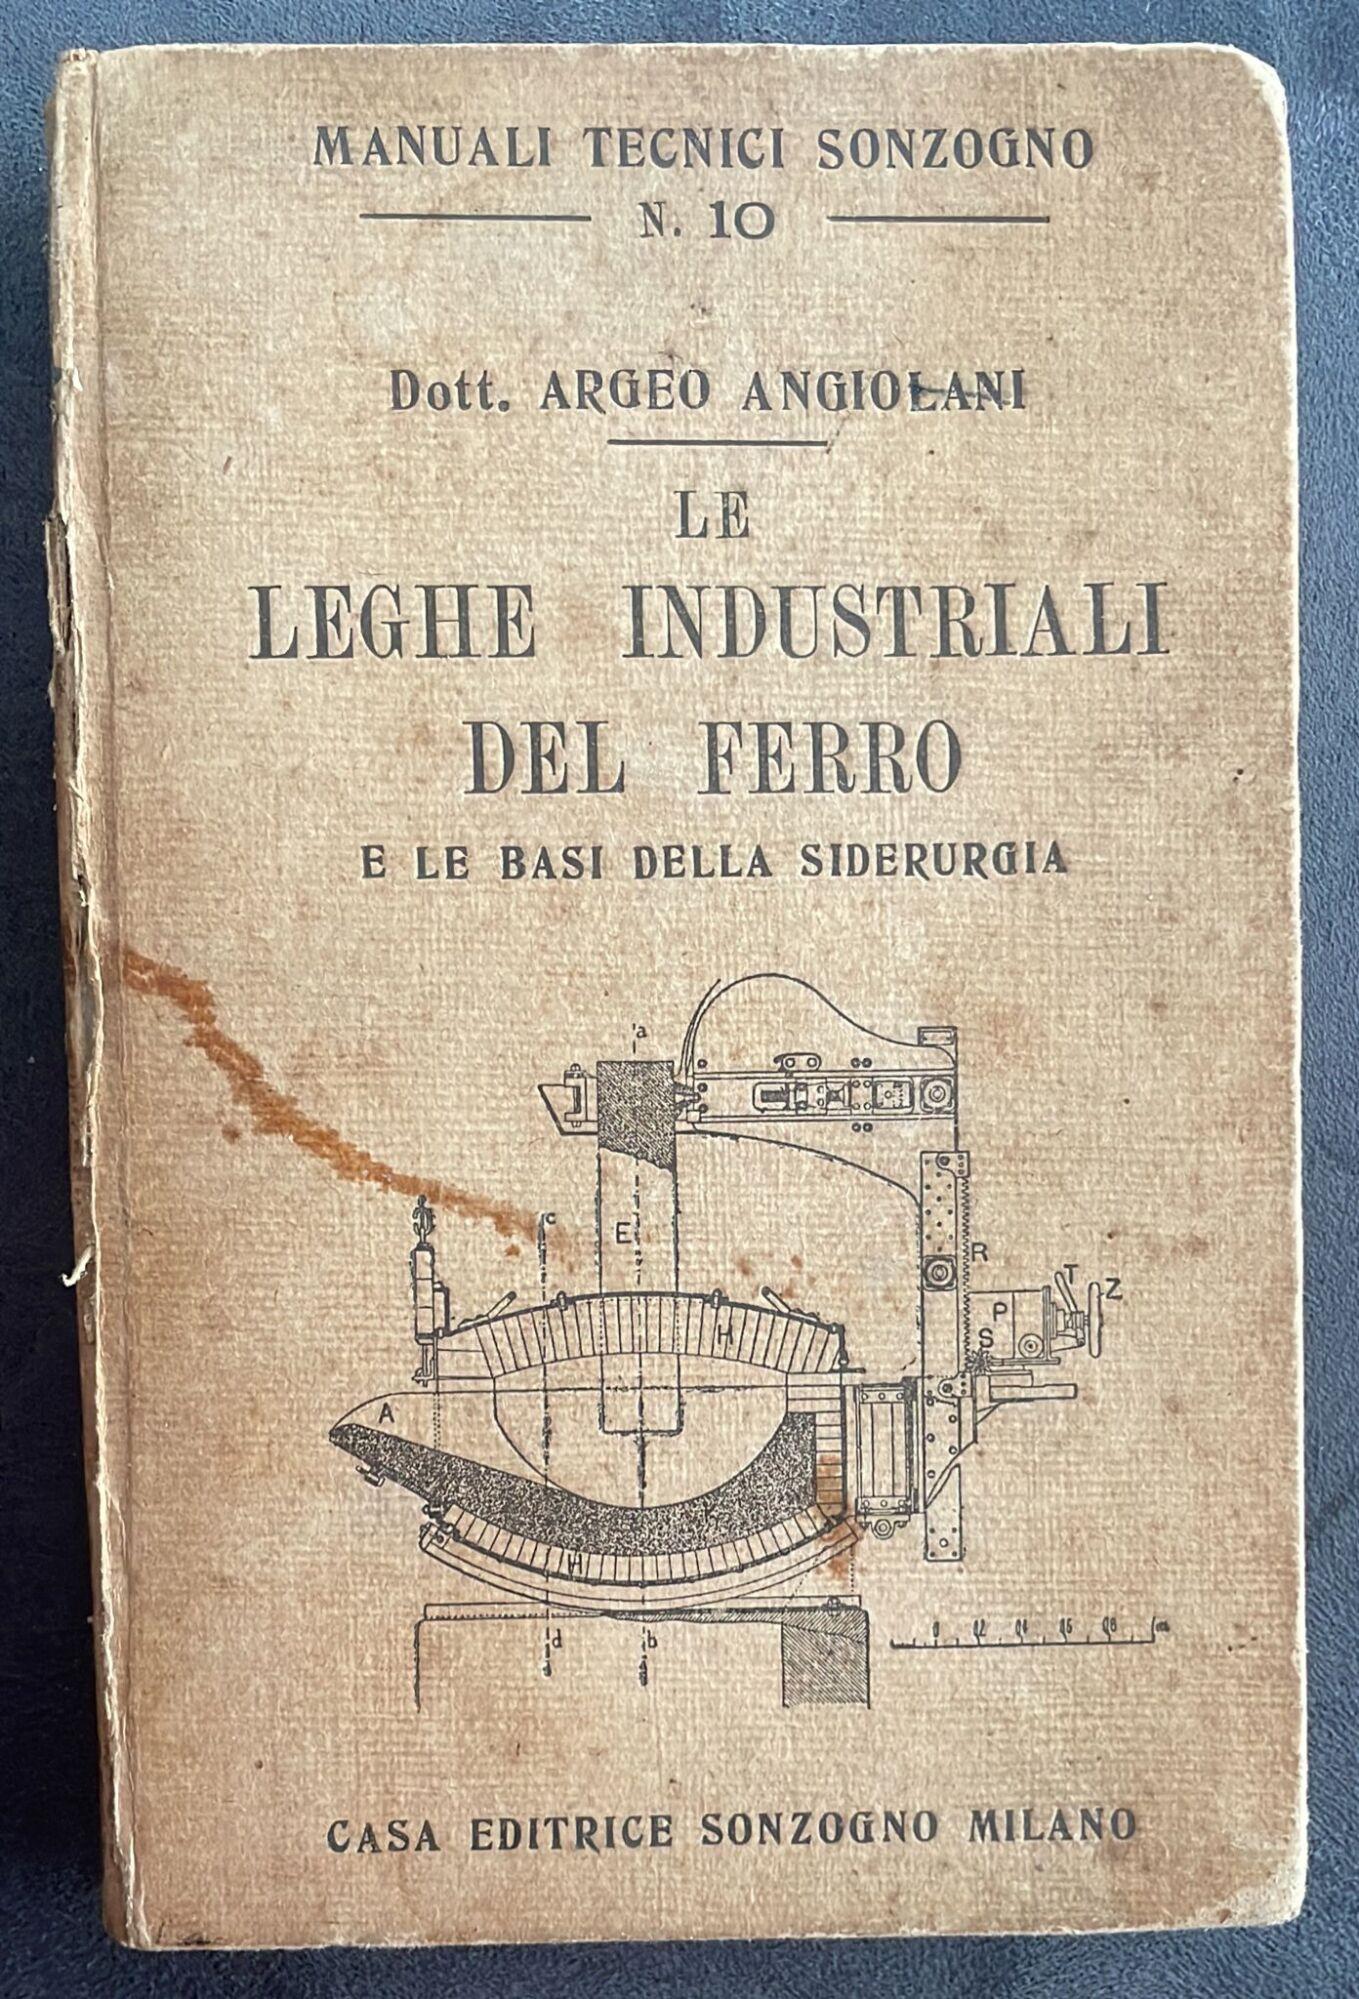 MANUALI TECNICI SONZOGNO
N. 10
Dott. ARGEO ANGIOLANI
LE
LEGHE INDUSTRIALI
DEL FERRO
E LE BASI DELLA SIDERURGIA
a
c
E
R
T
Z
P
S
H
A
H
d
b
0
CASA EDITRICE SONZOGNO MILANO